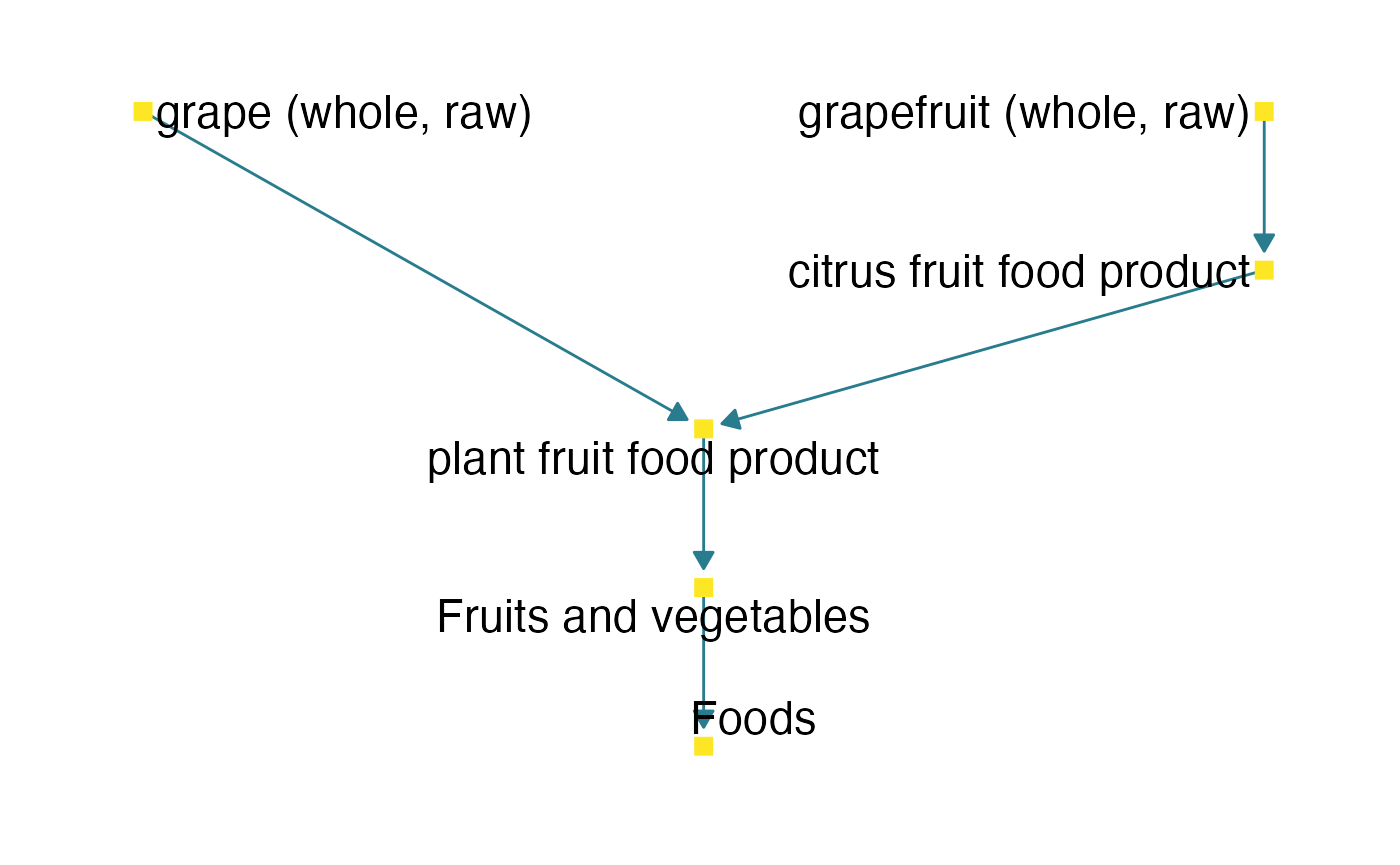 grape (whole, raw)
grapefruit (whole, raw)
citrus fruit food product
plant fruit food product
Fruits and vegetables
Foods